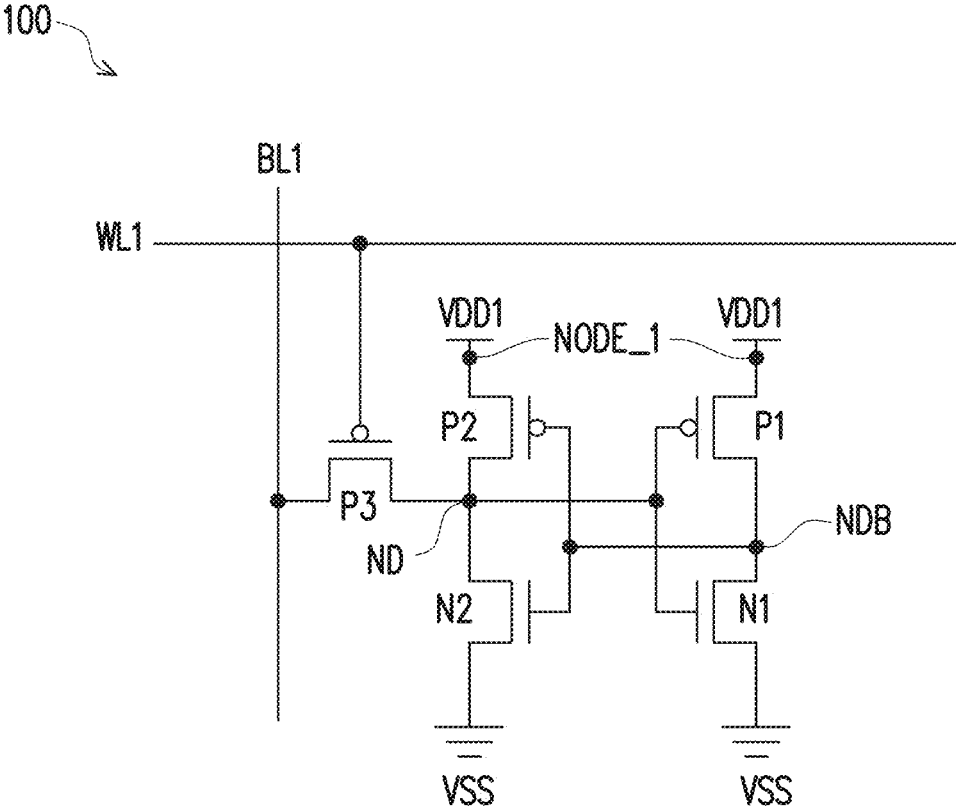 100
BL1
WL1
VDD1
VDD1
NODE_1
P2
P1
P3
NDB
ND
N2
N1
VSS
VSS